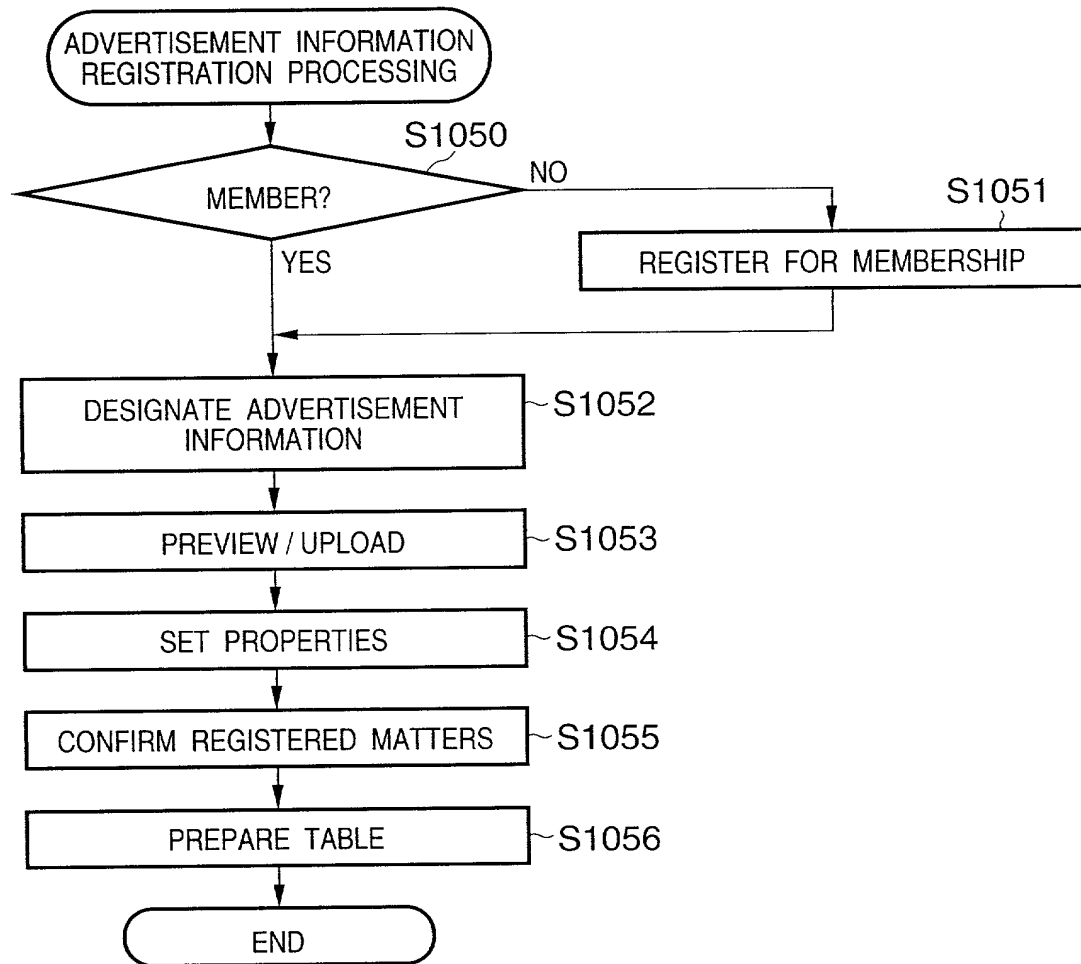 ADVERTISEMENT INFORMATION
REGISTRATION PROCESSING
S1050
MEMBER?
NO
YES
S1051
REGISTER FOR MEMBERSHIP
DESIGNATE ADVERTISEMENT
INFORMATION
S1052
PREVIEW / UPLOAD
S1053
SET PROPERTIES
S1054
CONFIRM REGISTERED MATTERS
S1055
PREPARE TABLE
S1056
END